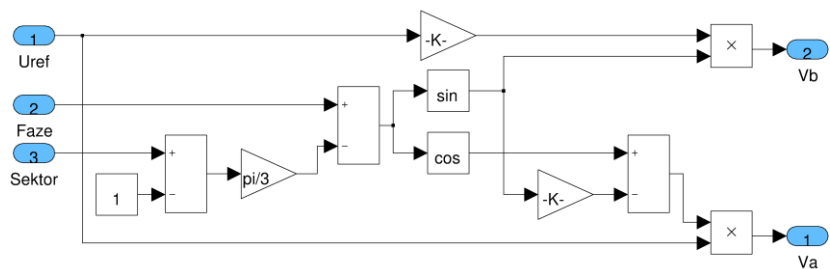 1
Uref
-K-
×
2
Vb
2
Faze
+
−
sin
3
Sektor
+
−
pi/3
cos
+
−
1
-K-
×
1
Va